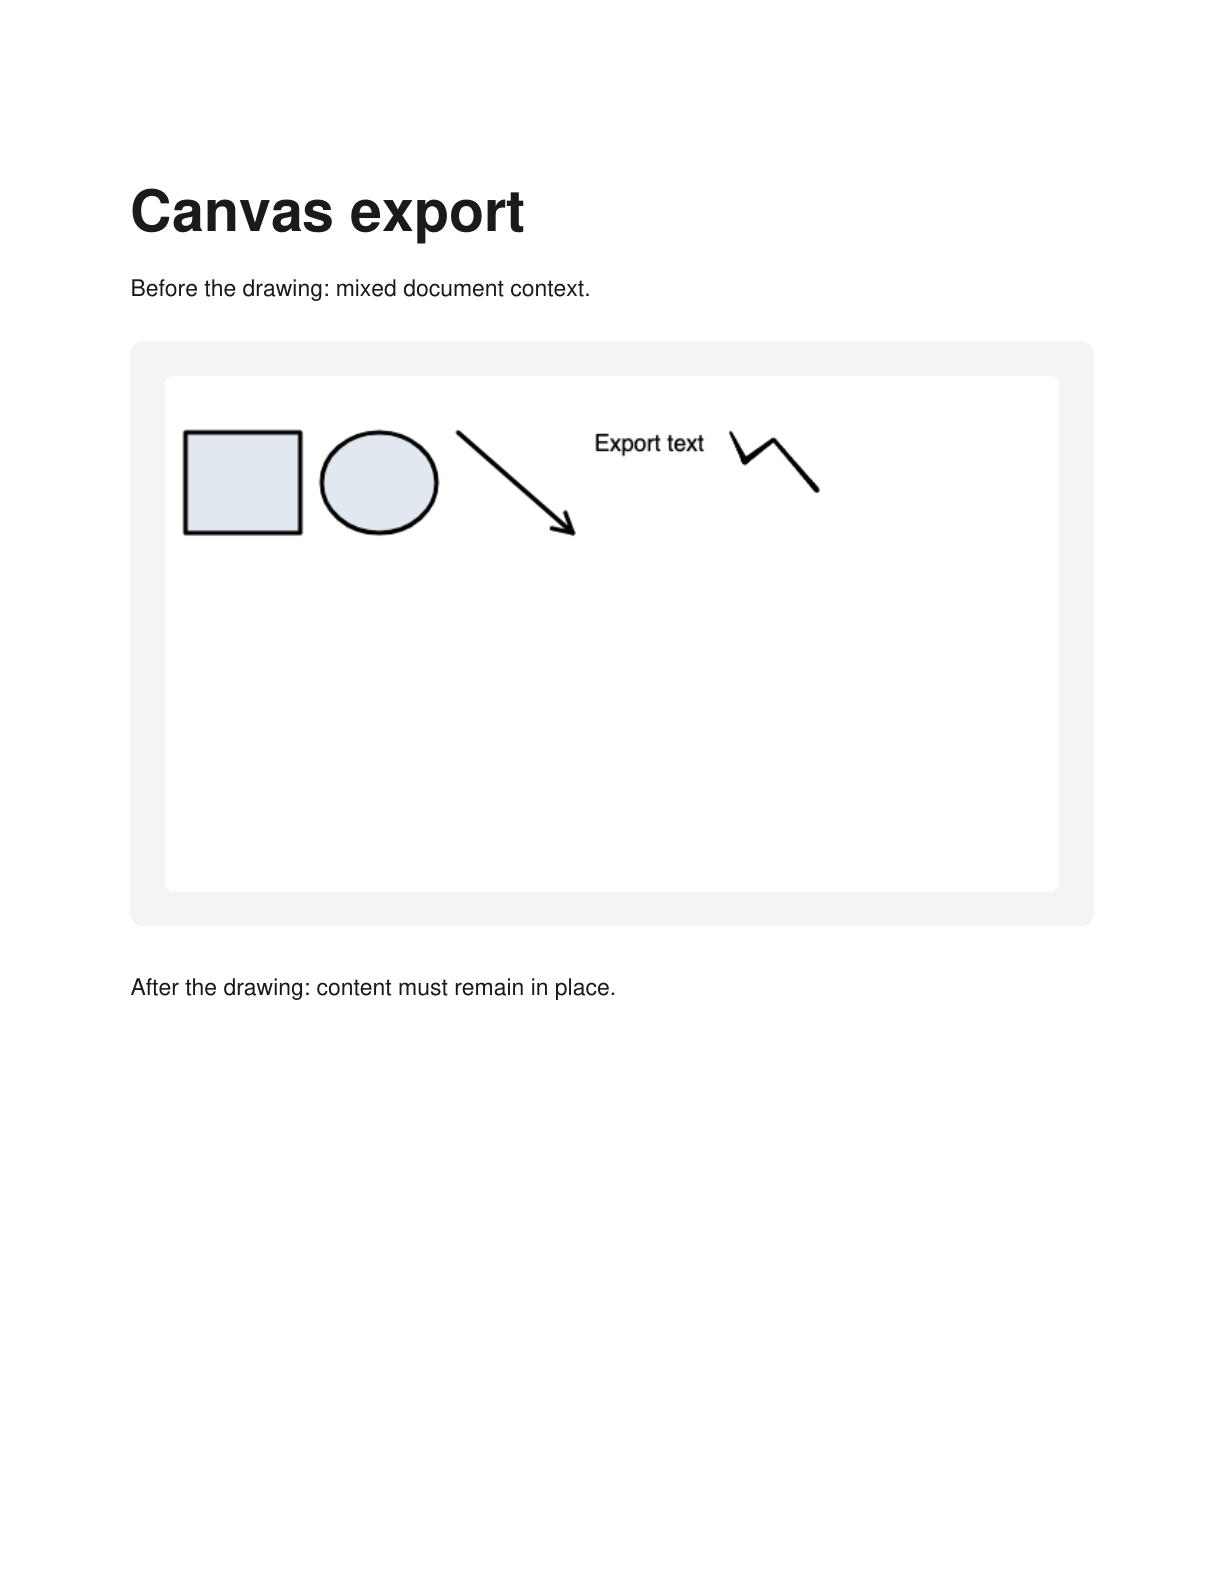 Canvas export
Before the drawing: mixed document context.
Export text
After the drawing: content must remain in place.